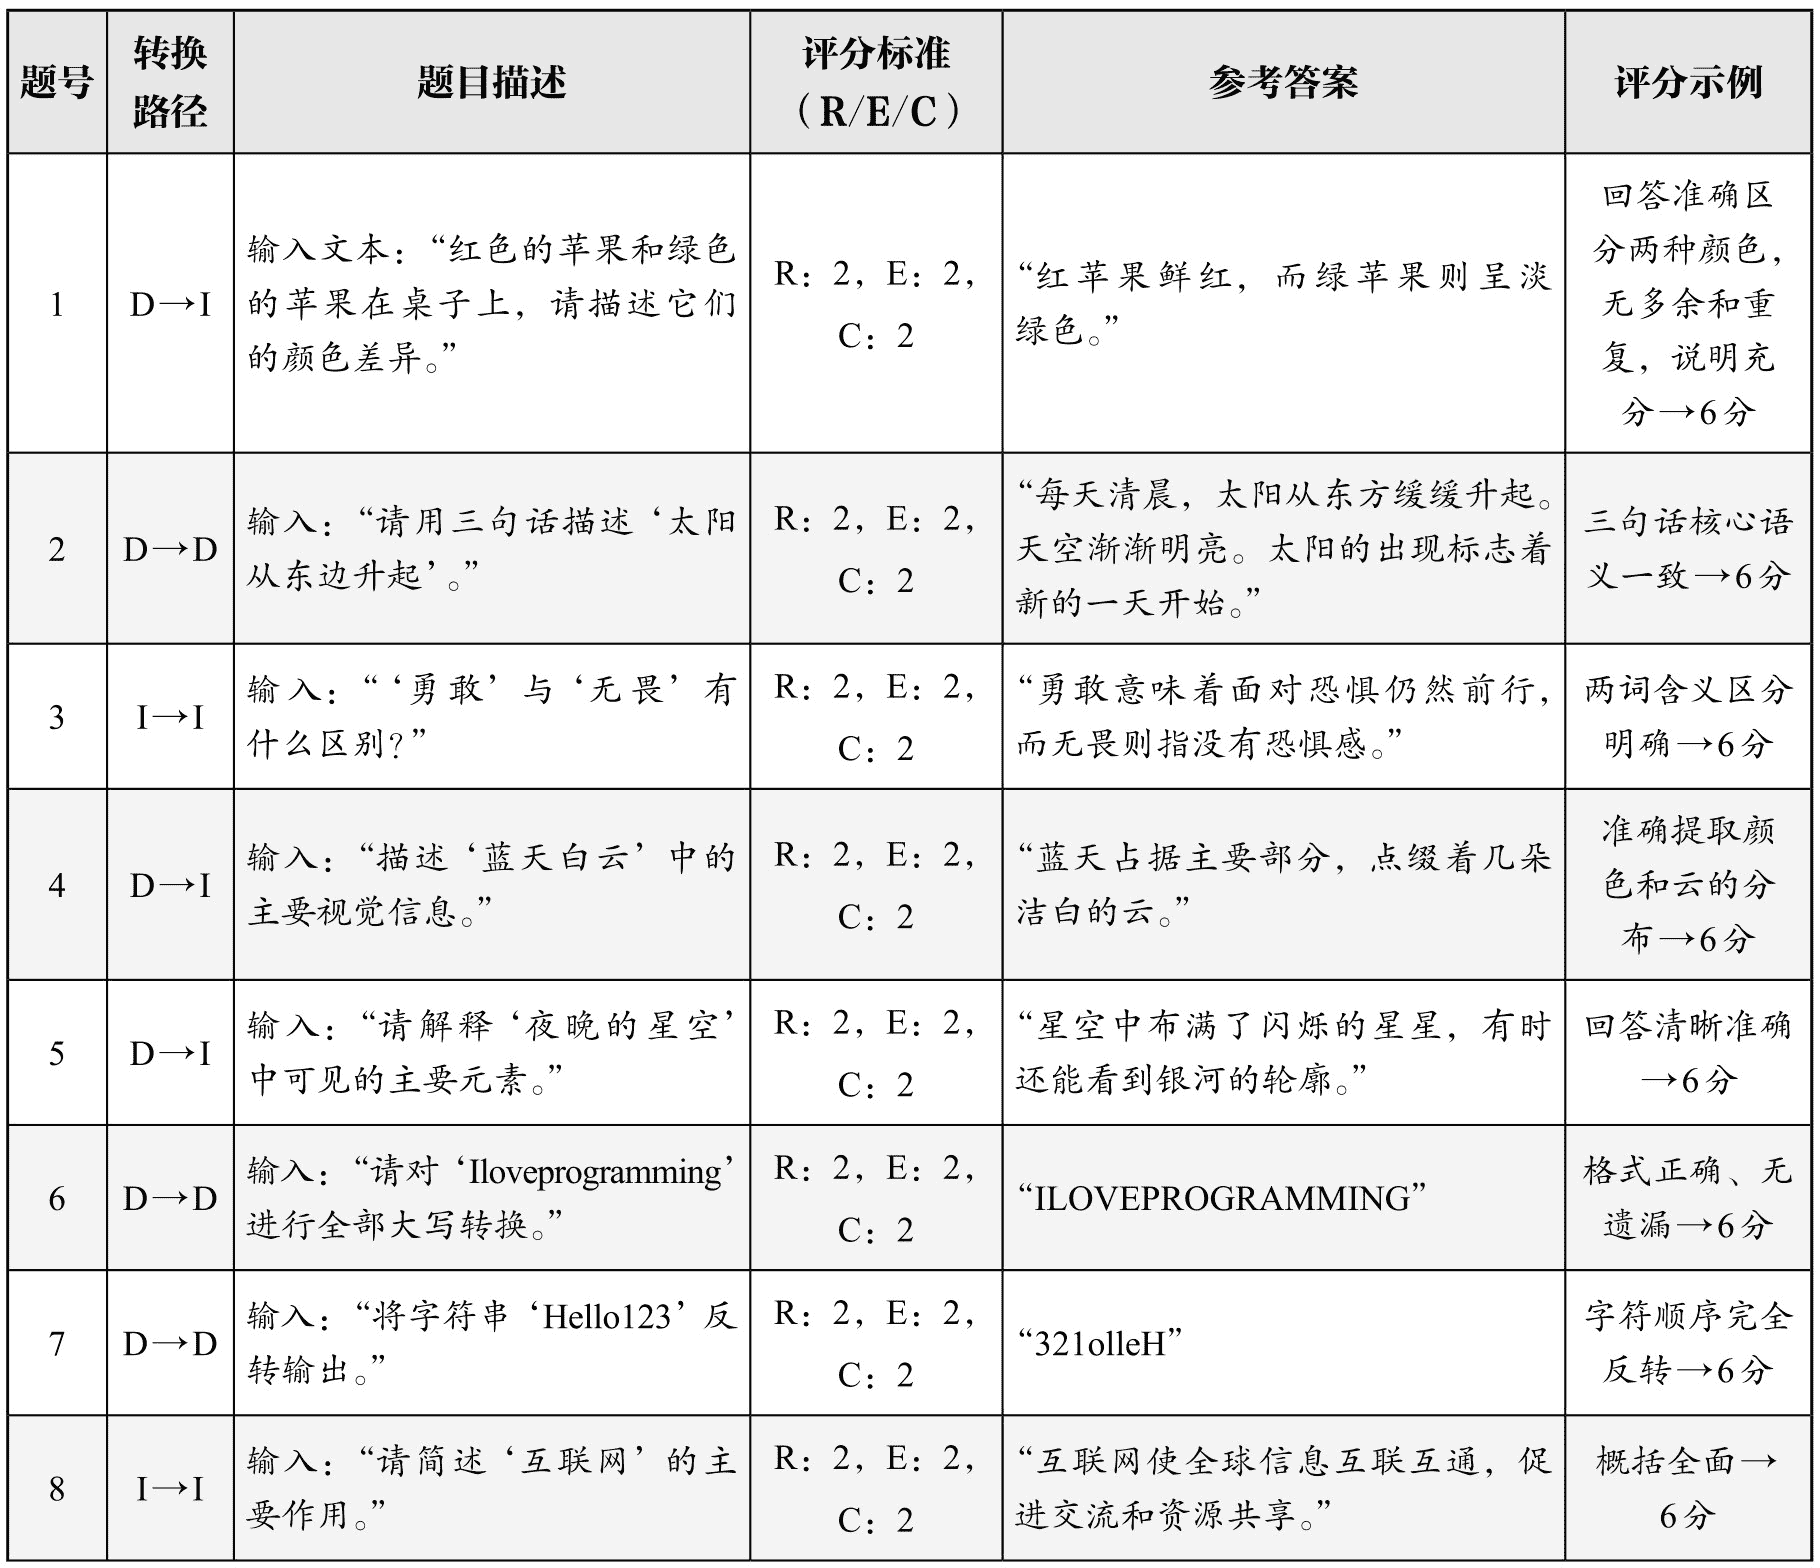 题号
转换
路径
题目描述
评分标准
（R/E/C）
参考答案
评分示例
1
D→I
输入文本：“红色的苹果和绿色
的苹果在桌子上，请描述它们
的颜色差异。”
R：2，E：2，
C：2
“红苹果鲜红，而绿苹果则呈淡
绿色。”
回答准确区
分两种颜色，
无多余和重
复，说明充
分→6分
2
D→D
输入：“请用三句话描述‘太阳
从东边升起’。”
R：2，E：2，
C：2
“每天清晨，太阳从东方缓缓升起。
天空渐渐明亮。太阳的出现标志着
新的一天开始。”
三句话核心语
义一致→6分
3
I→I
输入：“‘勇敢’与‘无畏’有
什么区别？”
R：2，E：2，
C：2
“勇敢意味着面对恐惧仍然前行，
而无畏则指没有恐惧感。”
两词含义区分
明确→6分
4
D→I
输入：“描述‘蓝天白云’中的
主要视觉信息。”
R：2，E：2，
C：2
“蓝天占据主要部分，点缀着几朵
洁白的云。”
准确提取颜
色和云的分
布→6分
5
D→I
输入：“请解释‘夜晚的星空’
中可见的主要元素。”
R：2，E：2，
C：2
“星空中布满了闪烁的星星，有时
还能看到银河的轮廓。”
回答清晰准确
→6分
6
D→D
输入：“请对‘Iloveprogramming’
进行全部大写转换。”
R：2，E：2，
C：2
“ILOVEPROGRAMMING”
格式正确、无
遗漏→6分
7
D→D
输入：“将字符串‘Hello123’反
转输出。”
R：2，E：2，
C：2
“321olleH”
字符顺序完全
反转→6分
8
I→I
输入：“请简述‘互联网’的主
要作用。”
R：2，E：2，
C：2
“互联网使全球信息互联互通，促
进交流和资源共享。”
概括全面→
6分